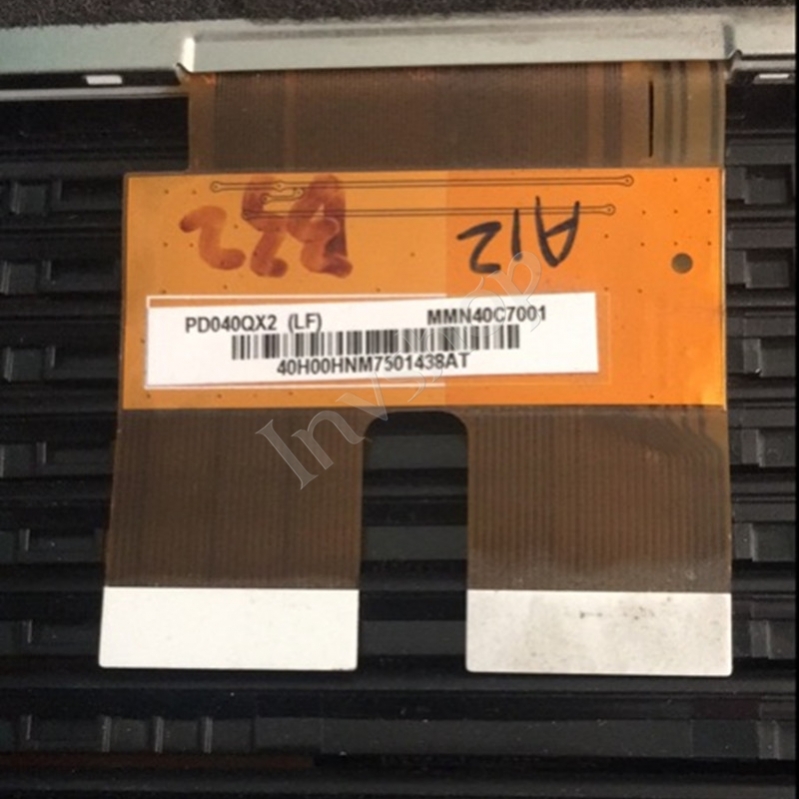 A12
PD040QX2 (LF) MMN40C7001
40H00HNM7501438AT